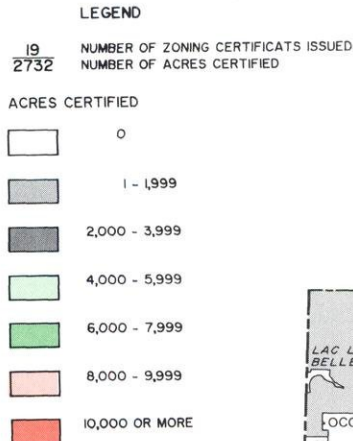 LEGEND
19 NUMBER OF ZONING CERTIFICATS ISSUED
2732 NUMBER OF ACRES CERTIFIED
ACRES CERTIFIED
0
1 - 1,999
2,000 - 3,999
4,000 - 5,999
6,000 - 7,999
8,000 - 9,999
10,000 OR MORE
LAC L
BELLE
OCO